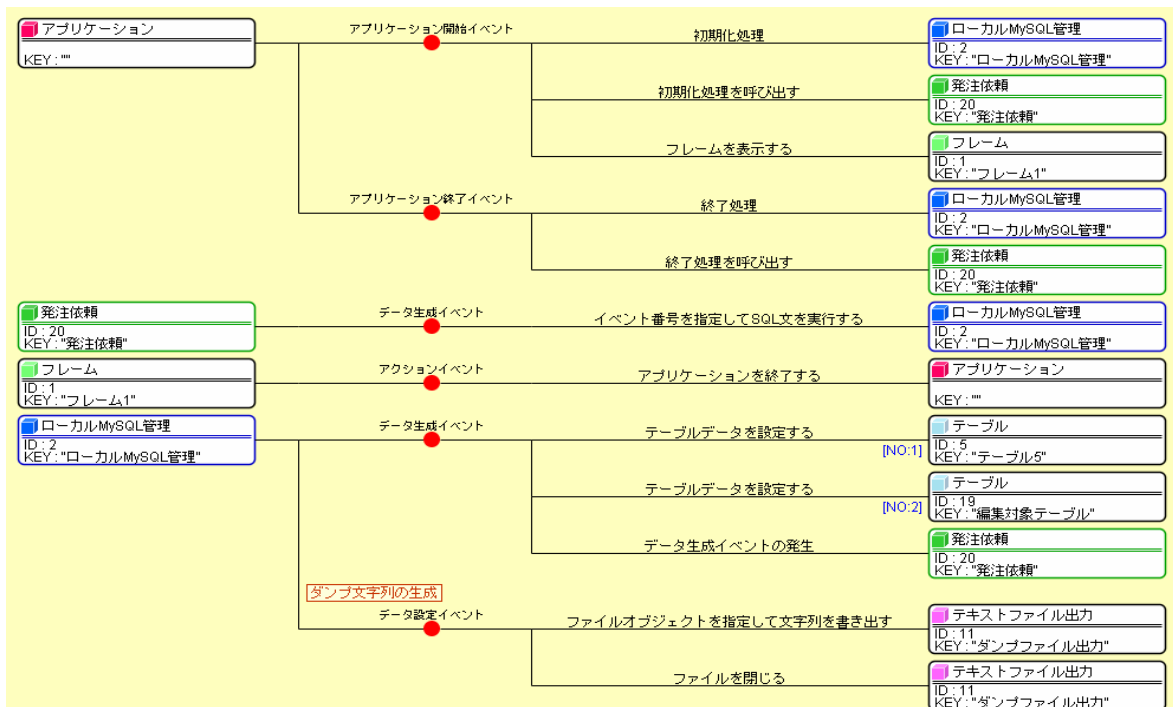 アプリケーション
KEY : ""
アプリケーション開始イベント
初期化処理
ローカルMySQL管理
ID : 2
KEY : "ローカルMySQL管理"
初期化処理を呼び出す
発注依頼
ID : 20
KEY : "発注依頼"
フレームを表示する
フレーム
ID : 1
KEY : "フレーム1"
アプリケーション終了イベント
終了処理
ローカルMySQL管理
ID : 2
KEY : "ローカルMySQL管理"
終了処理を呼び出す
発注依頼
ID : 20
KEY : "発注依頼"
発注依頼
ID : 20
KEY : "発注依頼"
データ生成イベント
イベント番号を指定してSQL文を実行する
ローカルMySQL管理
ID : 2
KEY : "ローカルMySQL管理"
フレーム
ID : 1
KEY : "フレーム1"
アクションイベント
アプリケーションを終了する
アプリケーション
KEY : ""
ローカルMySQL管理
ID : 2
KEY : "ローカルMySQL管理"
データ生成イベント
テーブルデータを設定する
[NO:1]
テーブル
ID : 5
KEY : "テーブル5"
テーブルデータを設定する
[NO:2]
テーブル
ID : 19
KEY : "編集対象テーブル"
データ生成イベントの発生
発注依頼
ID : 20
KEY : "発注依頼"
ダンプ文字列の生成
データ設定イベント
ファイルオブジェクトを指定して文字列を書き出す
テキストファイル出力
ID : 11
KEY : "ダンプファイル出力"
ファイルを閉じる
テキストファイル出力
ID : 11
KEY : "ダンプファイル出力"